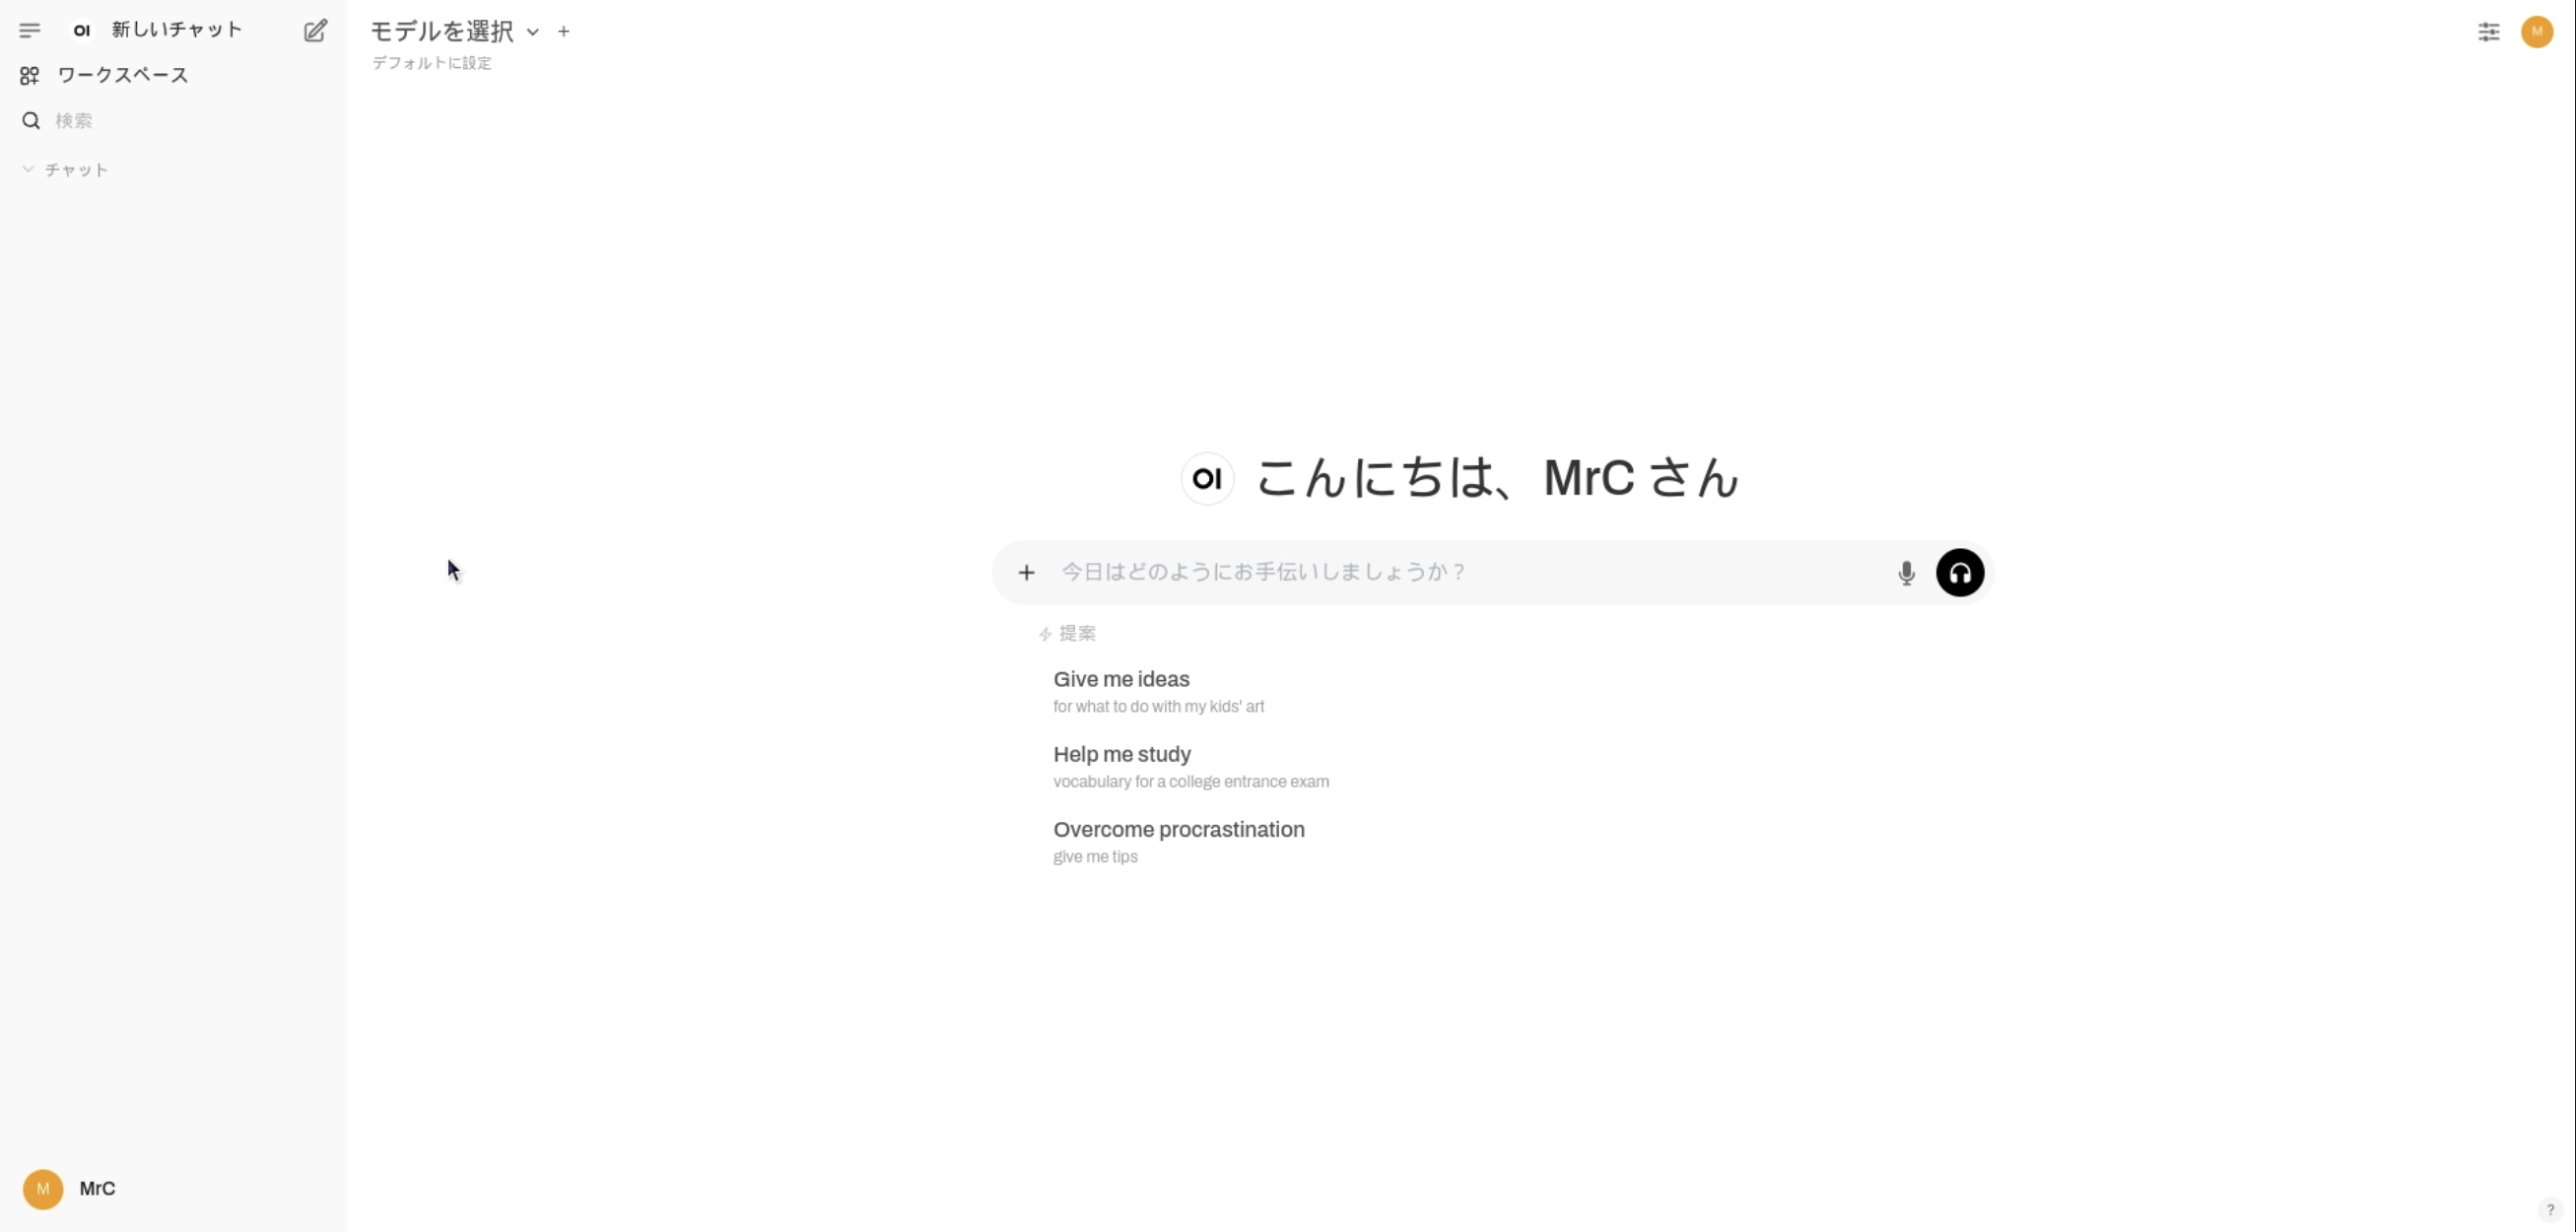 OI 新しいチャット
ワークスペース
検索
チャット
モデルを選択
デフォルトに設定
M
OI こんにちは、MrC さん
今日はどのようにお手伝いしましょうか？
提案
Give me ideas
for what to do with my kids' art
Help me study
vocabulary for a college entrance exam
Overcome procrastination
give me tips
M MrC
?